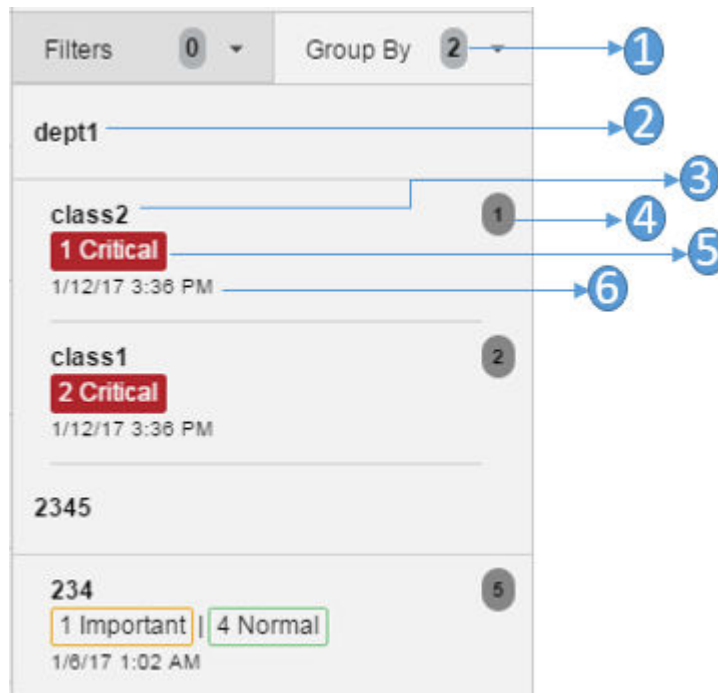 Filters 0 Group By 2 1
dept1 2
3
class2 1 4
1 Critical 5
1/12/17 3:36 PM 6
class1 2
2 Critical
1/12/17 3:36 PM
2345
234 5
1 Important | 4 Normal
1/6/17 1:02 AM